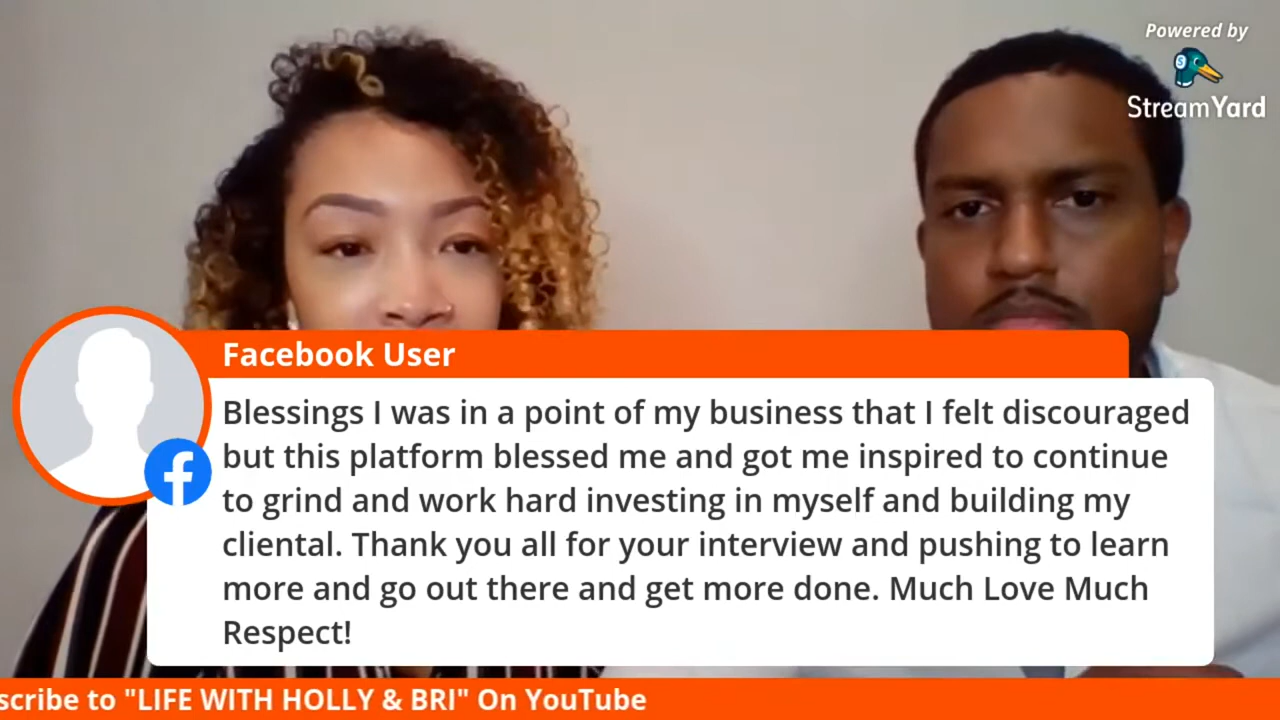 Powered by
StreamYard
Facebook User
Blessings I was in a point of my business that I felt discouraged
but this platform blessed me and got me inspired to continue
to grind and work hard investing in myself and building my
cliental. Thank you all for your interview and pushing to learn
more and go out there and get more done. Much Love Much
Respect!
scribe to "LIFE WITH HOLLY & BRI" On YouTube